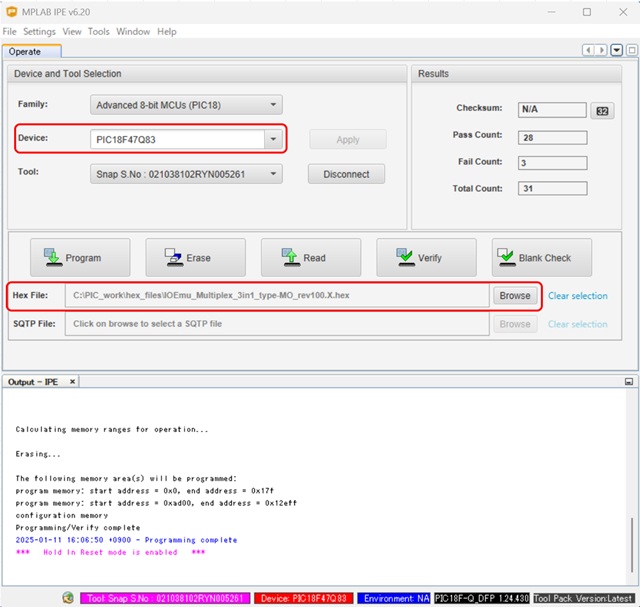 MPLAB IPE v6.20
File Settings View Tools Window Help
Operate
Device and Tool Selection
Results
Family: Advanced 8-bit MCUs (PIC18)
Checksum: N/A
32
Device: PIC18F47Q83 Apply
Pass Count: 28
Fail Count: 3
Tool: Snap S.No : 021038102RYN005261 Disconnect
Total Count: 31
Program Erase Read Verify Blank Check
Hex File: C:\PIC_work\hex_files\IOEmu_Multiplex_3in1_type-MO_rev100.X.hex Browse Clear selection
SQTP File: Click on browse to select a SQTP file Browse Clear selection
Output - IPE ×
Calculating memory ranges for operation...
Erasing...
The following memory area(s) will be programmed:
program memory: start address = 0x0, end address = 0x17f
program memory: start address = 0xad00, end address = 0x12eff
configuration memory
Programming/Verify complete
2025-01-11 16:06:50 +0900 - Programming complete
*** Hold In Reset mode is enabled ***
Tool: Snap S.No : 021038102RYN005261 Device: PIC18F47Q83 Environment: NA PIC18F-Q_DFP 1.24.430 Tool Pack Version:Latest